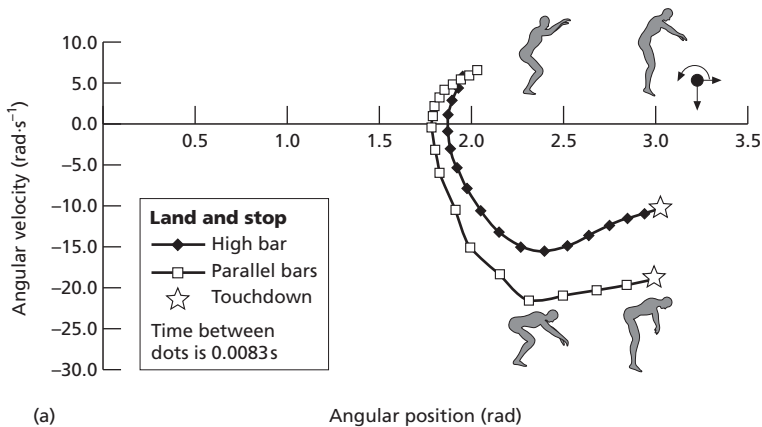 10.0
5.0
0.0
0.5 1.0 1.5 2.0 2.5 3.0 3.5
−5.0
−10.0
−15.0
−20.0
−25.0
−30.0
Angular velocity (rad·s⁻¹)
Land and stop
High bar
Parallel bars
Touchdown
Time between
dots is 0.0083s
(a) Angular position (rad)